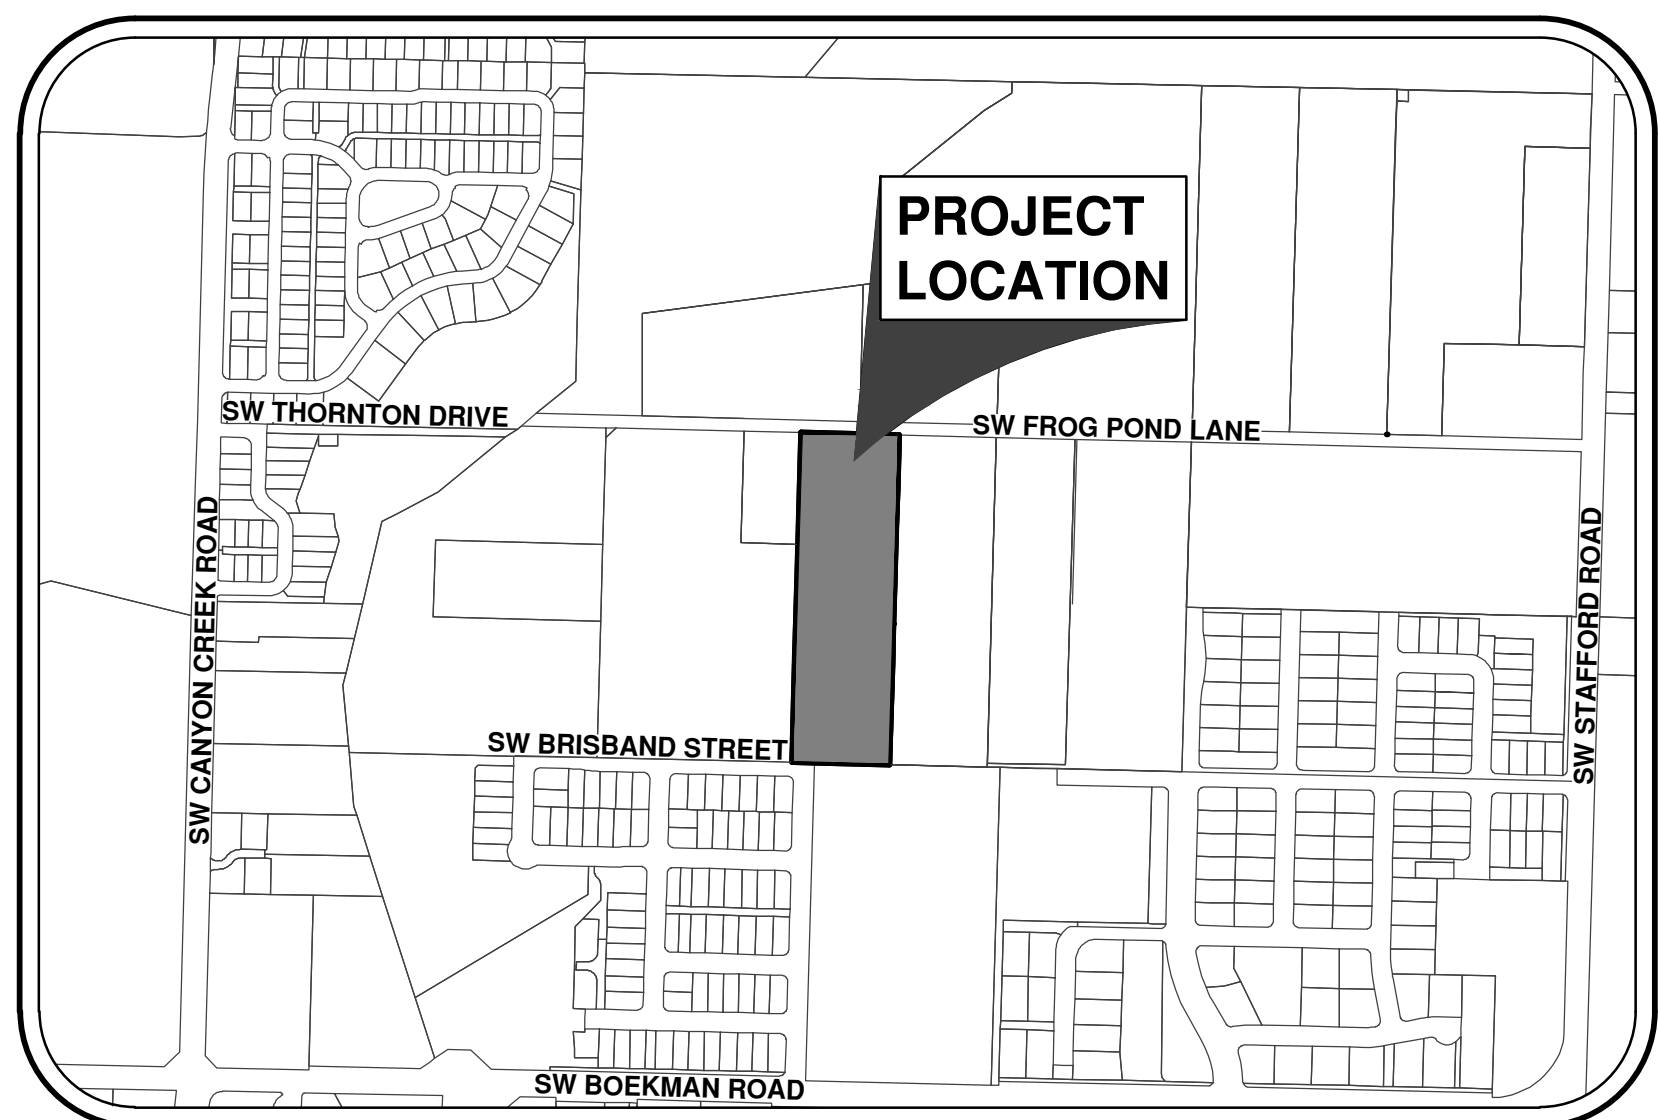 PROJECT
LOCATION
SW THORNTON DRIVE
SW FROG POND LANE
SW CANYON CREEK ROAD
SW STAFFORD ROAD
SW BRISBAND STREET
SW BOEKMAN ROAD